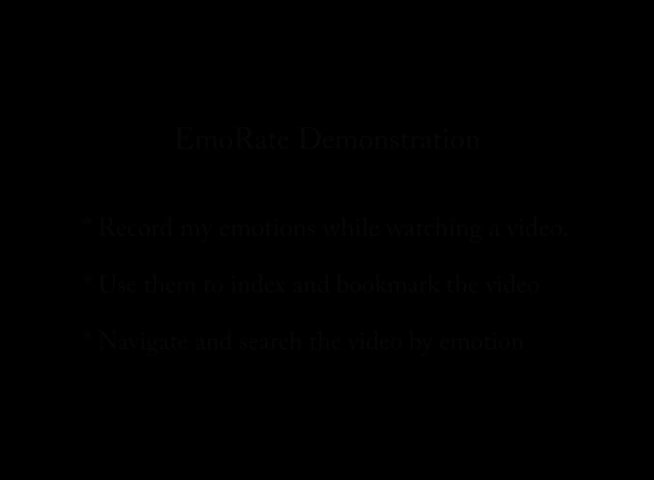 EmoRate Demonstration
* Record my emotions while watching a video.
* Use them to index and bookmark the video
* Navigate and search the video by emotion